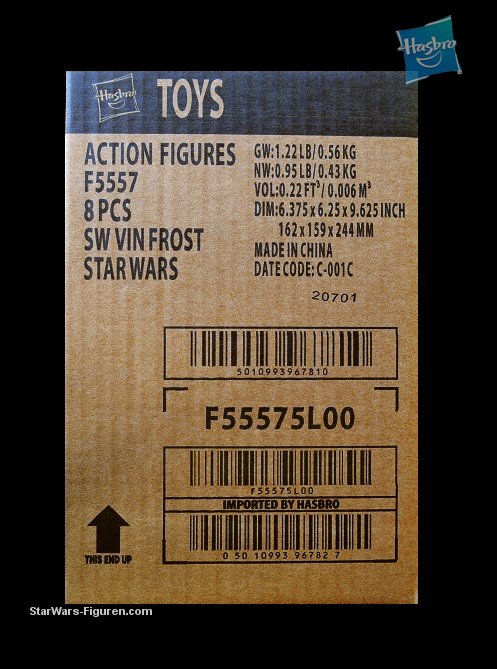 Hasbro
Hasbro
TOYS
ACTION FIGURES
F5557
8 PCS
SW VIN FROST
STAR WARS
GW:1.22 LB/0.56 KG
NW:0.95 LB/0.43 KG
VOL:0.22 FT³/0.006 M³
DIM:6.375 x 6.25 x 9.625 INCH
162 x 159 x 244 MM
MADE IN CHINA
DATE CODE: C-001C
20701
5010993967810
F55575L00
F55575L00
IMPORTED BY HASBRO
0 50 10993 96782 7
THIS END UP
StarWars-Figuren.com